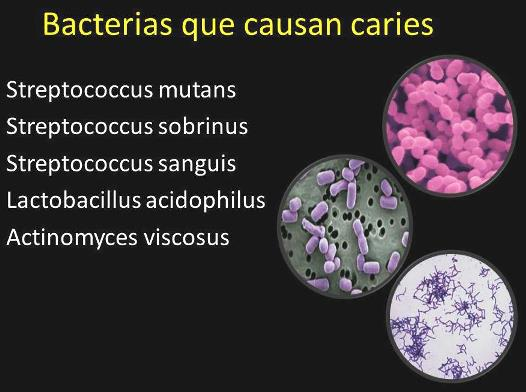 Bacterias que causan caries
Streptococcus mutans
Streptococcus sobrinus
Streptococcus sanguis
Lactobacillus acidophilus
Actinomyces viscosus